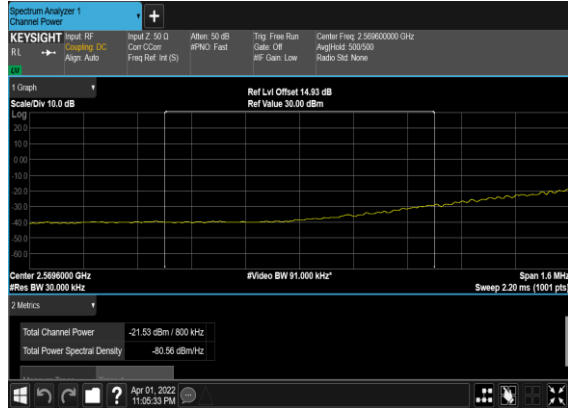 Spectrum Analyzer 1
Channel Power
+
KEYSIGHT
RL
Input: RF
Coupling: DC
Align: Auto
Input Z: 50 Ω
Corr CCorr
Freq Ref: Int (S)
Atten: 50 dB
#PNO: Fast
Trig: Free Run
Gate: Off
#IF Gain: Low
Center Freq: 2.569600000 GHz
Avg|Hold: 500/500
Radio Std: None
1 Graph
Scale/Div 10.0 dB
Ref Lvl Offset 14.93 dB
Ref Value 30.00 dBm
Log
20.0
10.0
0.00
-10.0
-20.0
-30.0
-40.0
-50.0
-60.0
Center 2.5696000 GHz
#Video BW 91.000 kHz*
Span 1.6 MHz
#Res BW 30.000 kHz
Sweep 2.20 ms (1001 pts)
2 Metrics
Total Channel Power -21.53 dBm / 800 kHz
Total Power Spectral Density -80.56 dBm/Hz
?
Apr 01, 2022
11:05:33 PM